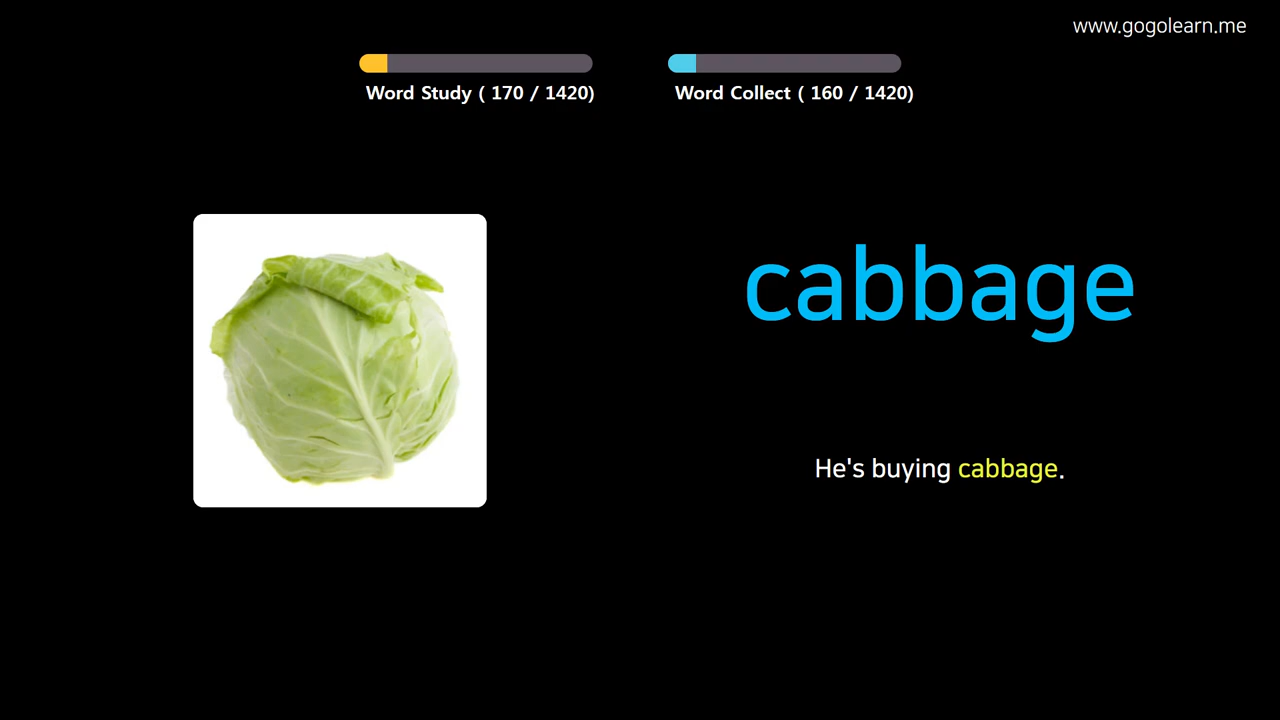 www.gogolearn.me
Word Study ( 170 / 1420)
Word Collect ( 160 / 1420)
cabbage
He's buying cabbage.